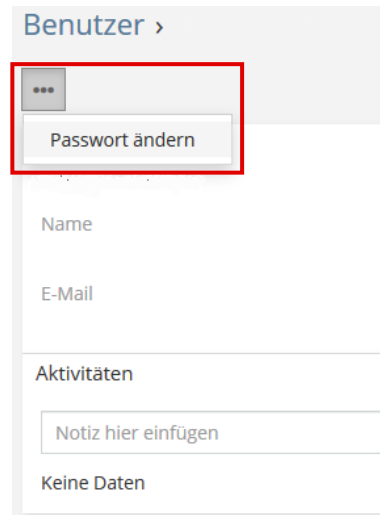 Benutzer ›
•••
Passwort ändern
Name
E-Mail
Aktivitäten
Notiz hier einfügen
Keine Daten